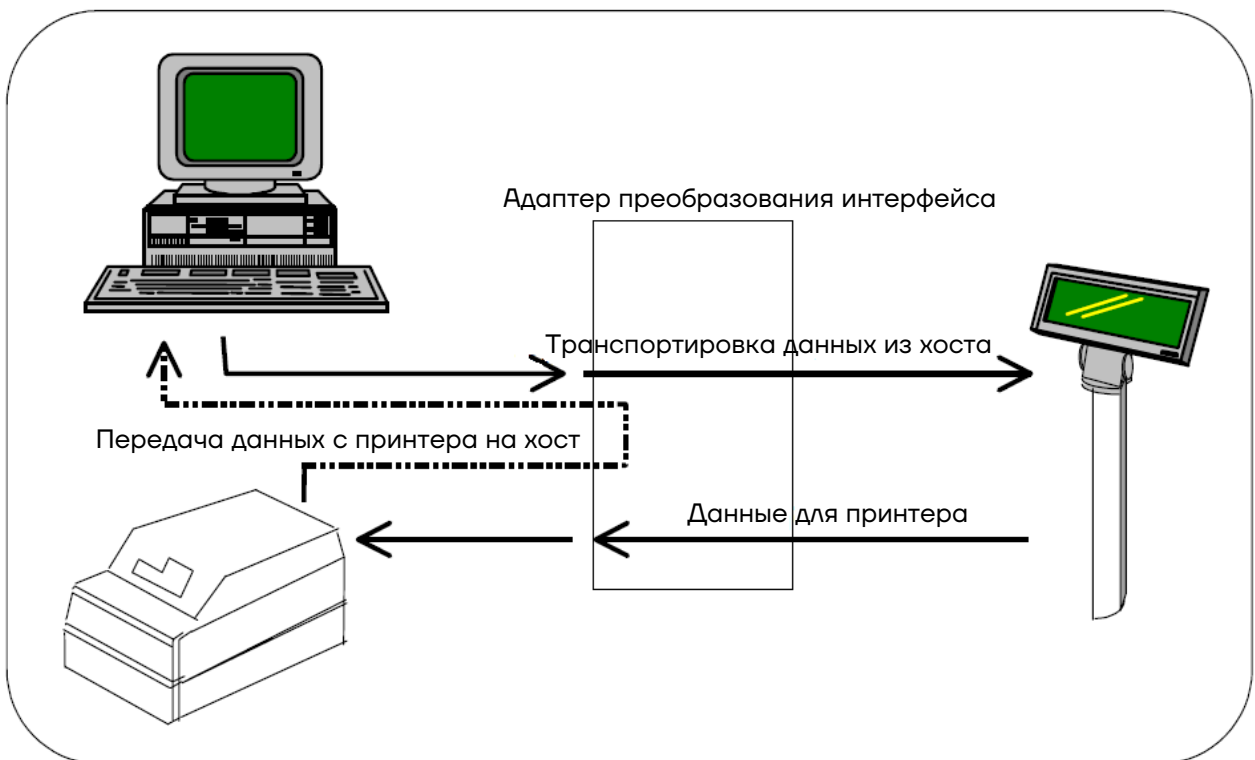 Адаптер преобразования интерфейса
Транспортировка данных из хоста
Передача данных с принтера на хост
Данные для принтера